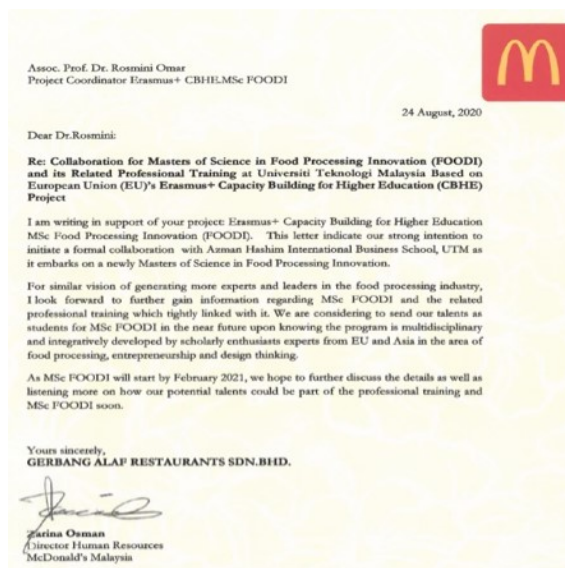 Assoc. Prof. Dr. Rosmini Omar
Project Coordinator Erasmus+ CBHE.MSc FOODI
24 August, 2020
Dear Dr.Rosmini:
Re: Collaboration for Masters of Science in Food Processing Innovation (FOODI)
and its Related Professional Training at Universiti Teknologi Malaysia Based on
European Union (EU)'s Erasmus+ Capacity Building for Higher Education (CBHE)
Project
I am writing in support of your project: Erasmus+ Capacity Building for Higher Education
MSc Food Processing Innovation (FOODI). This letter indicate our strong intention to
initiate a formal collaboration with Azman Hashim International Business School, UTM as
it embarks on a newly Masters of Science in Food Processing Innovation.
For similar vision of generating more experts and leaders in the food processing industry,
I look forward to further gain information regarding MSc FOODI and the related
professional training which tightly linked with it. We are considering to send our talents as
students for MSc FOODI in the near future upon knowing the program is multidisciplinary
and integratively developed by scholarly enthusiasts experts from EU and Asia in the area of
food processing, entrepreneurship and design thinking.
As MSc FOODI will start by February 2021, we hope to further discuss the details as well as
listening more on how our potential talents could be part of the professional training and
MSc FOODI soon.
Yours sincerely,
GERBANG ALAF RESTAURANTS SDN.BHD.
Zarina Osman
Director Human Resources
McDonald's Malaysia